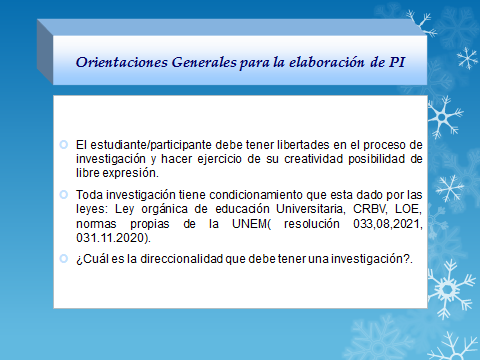 Orientaciones Generales para la elaboración de PI
El estudiante/participante debe tener libertades en el proceso de
investigación y hacer ejercicio de su creatividad posibilidad de
libre expresión.
Toda investigación tiene condicionamiento que esta dado por las
leyes: Ley orgánica de educación Universitaria, CRBV, LOE,
normas propias de la UNEM( resolución 033,08,2021,
031.11.2020).
¿Cuál es la direccionalidad que debe tener una investigación?.